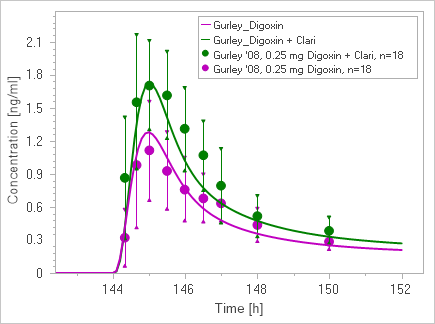 Gurley_Digoxin
Gurley_Digoxin + Clari
Gurley '08, 0.25 mg Digoxin + Clari, n=18
Gurley '08, 0.25 mg Digoxin, n=18
Concentration [ng/ml]
2.1
1.8
1.5
1.2
0.9
0.6
0.3
0
144
146
148
150
152
Time [h]